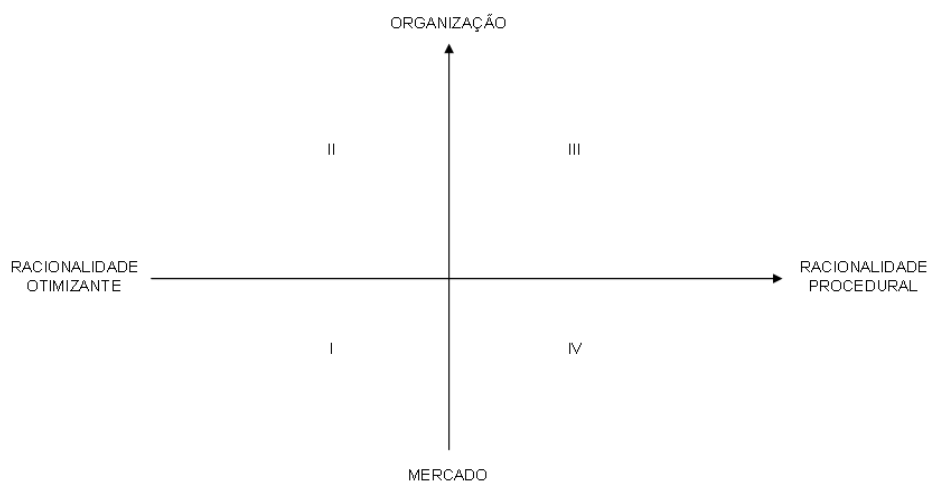 ORGANIZAÇÃO
II
III
RACIONALIDADE
OTIMIZANTE
RACIONALIDADE
PROCEDURAL
I
IV
MERCADO